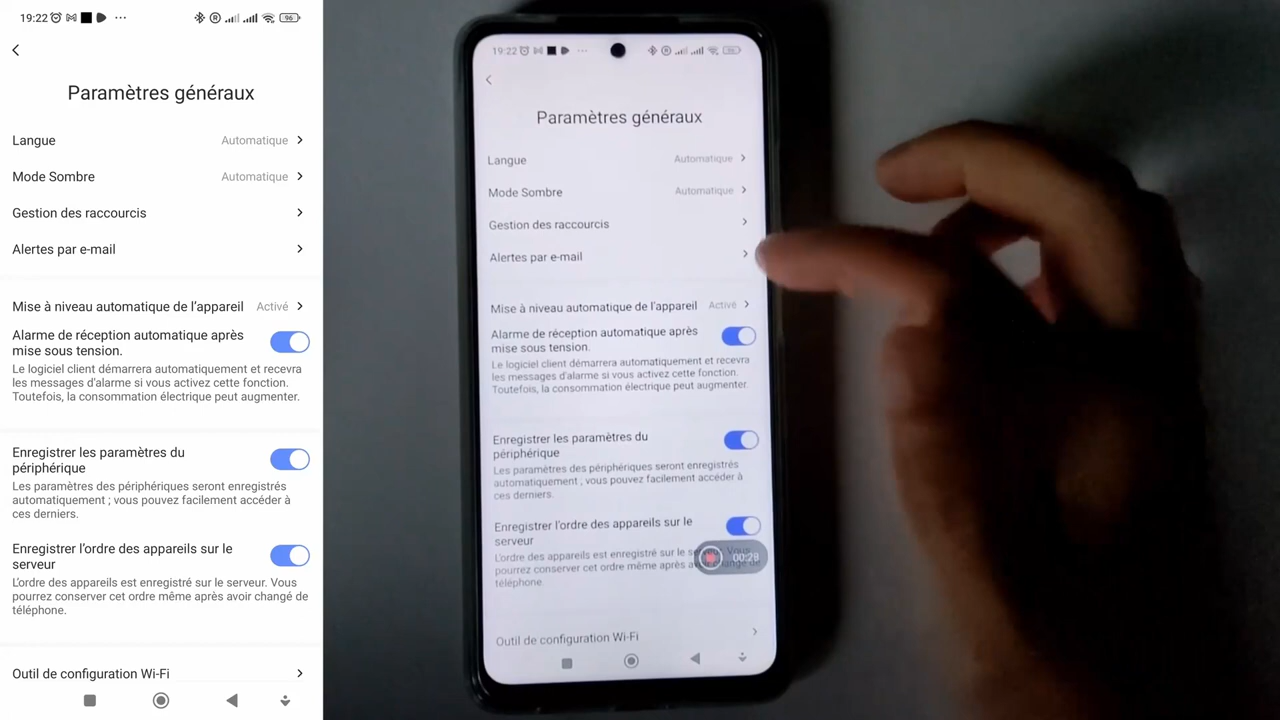 19:22
96
Paramètres généraux
Langue
Automatique
Mode Sombre
Automatique
Gestion des raccourcis
Alertes par e-mail
Mise à niveau automatique de l'appareil
Activé
Alarme de réception automatique après
mise sous tension.
Le logiciel client démarrera automatiquement et recevra
les messages d'alarme si vous activez cette fonction.
Toutefois, la consommation électrique peut augmenter.
Enregistrer les paramètres du
périphérique
Les paramètres des périphériques seront enregistrés
automatiquement ; vous pouvez facilement accéder à
ces derniers.
Enregistrer l'ordre des appareils sur le
serveur
L'ordre des appareils est enregistré sur le serveur. Vous
pourrez conserver cet ordre même après avoir changé de
téléphone.
Outil de configuration Wi-Fi
19:22
Paramètres généraux
Langue
Automatique
Mode Sombre
Automatique
Gestion des raccourcis
Alertes par e-mail
Mise à niveau automatique de l'appareil
Activé
Alarme de réception automatique après
mise sous tension.
Le logiciel client démarrera automatiquement et recevra
les messages d'alarme si vous activez cette fonction.
Toutefois, la consommation électrique peut augmenter.
Enregistrer les paramètres du
périphérique
Les paramètres des périphériques seront enregistrés
automatiquement ; vous pouvez facilement accéder à
ces derniers.
Enregistrer l'ordre des appareils sur le
serveur
L'ordre des appareils est enregistré sur le serveur. Vous
pourrez conserver cet ordre même après avoir changé de
téléphone.
00:28
Outil de configuration Wi-Fi